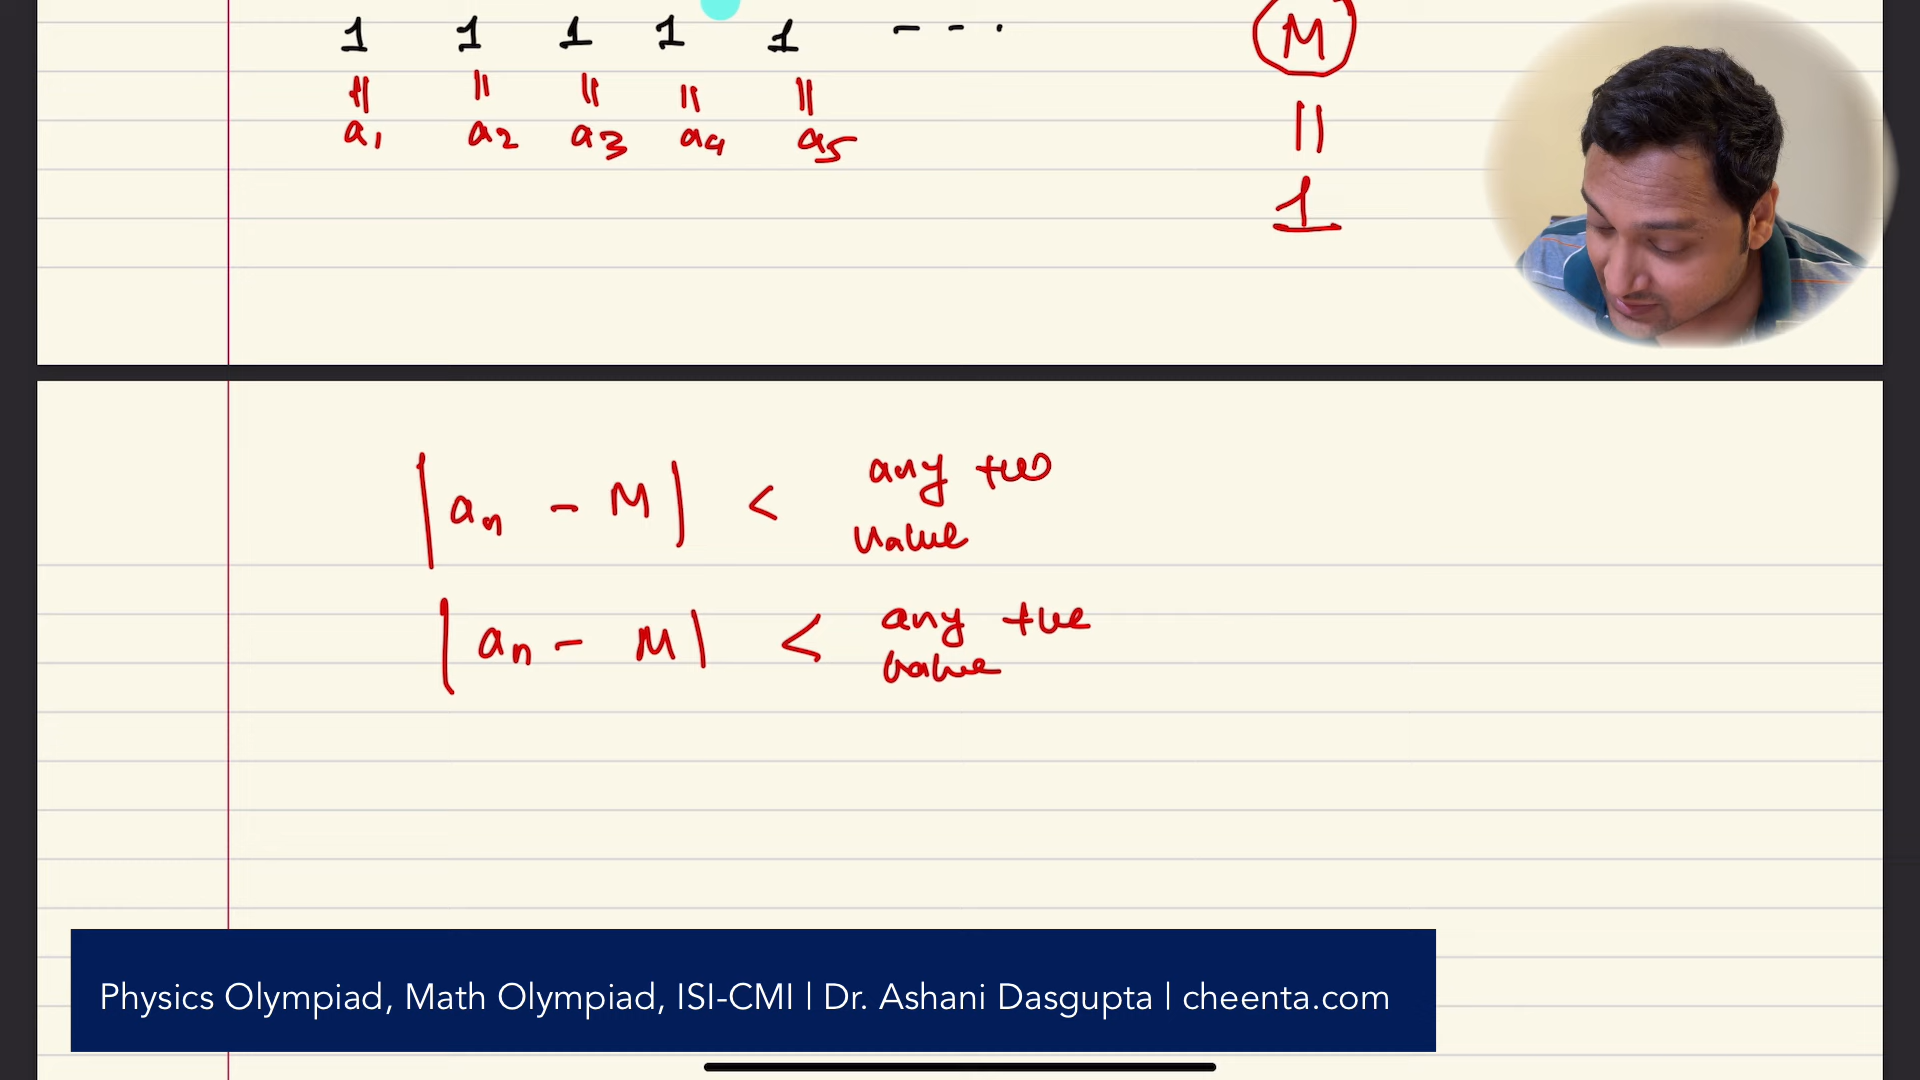 1 1 1 1 1 - - -
M
|| || || || ||
||
a1 a2 a3 a4 a5
1
|an - M| < any +ve
value
|an - M| < any +ve
value
Physics Olympiad, Math Olympiad, ISI-CMI | Dr. Ashani Dasgupta | cheenta.com